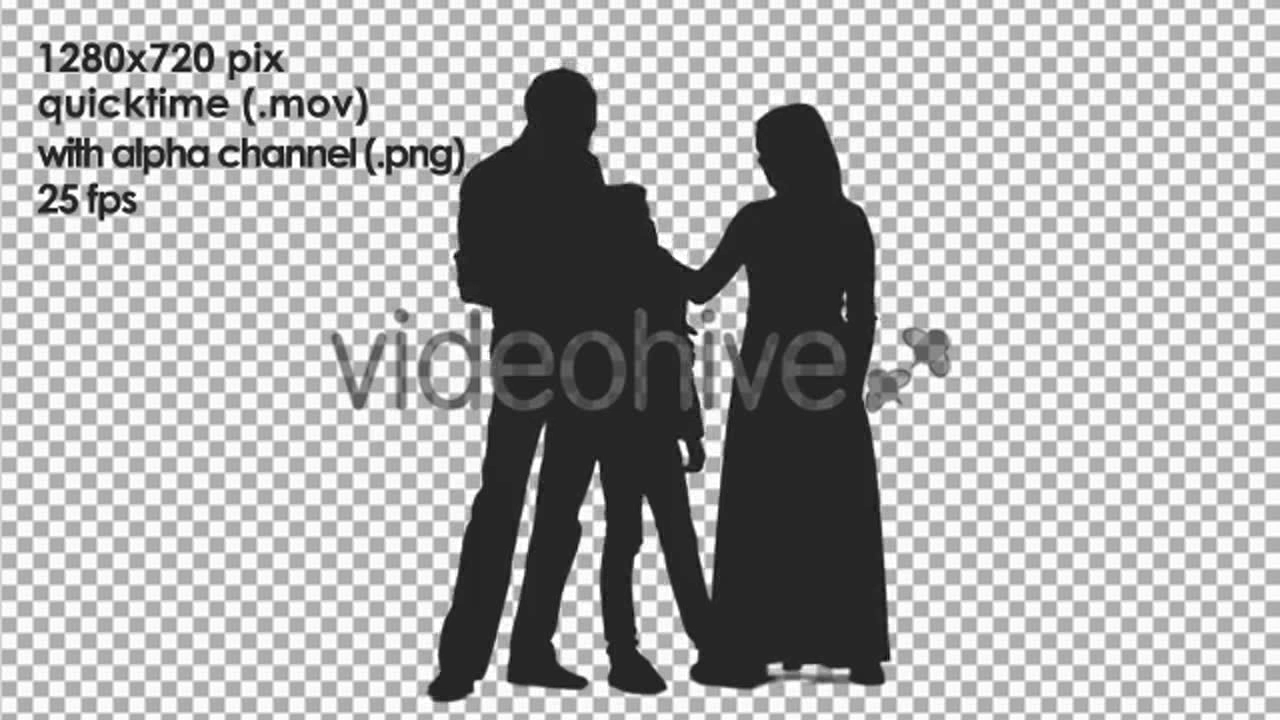 1280x720 pix
quicktime (.mov)
with alpha channel (.png)
25 fps
videohive